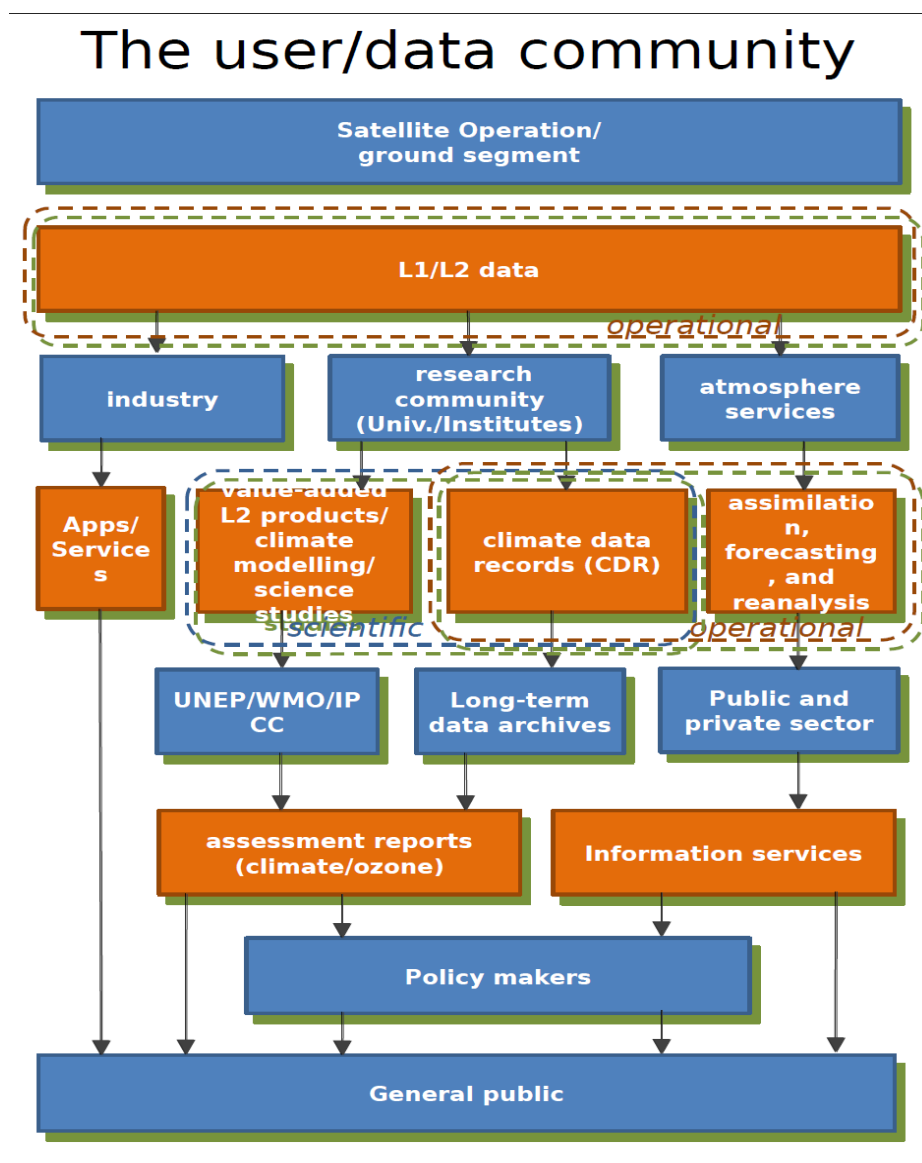 The user/data community
Satellite Operation/
ground segment
L1/L2 data
operational
industry
research
community
(Univ./Institutes)
atmosphere
services
Apps/
Service
s
value-added
L2 products/
climate
modelling/
science
studies
climate data
records (CDR)
assimilatio
n,
forecasting
, and
reanalysis
scientific
operational
UNEP/WMO/IP
CC
Long-term
data archives
Public and
private sector
assessment reports
(climate/ozone)
Information services
Policy makers
General public